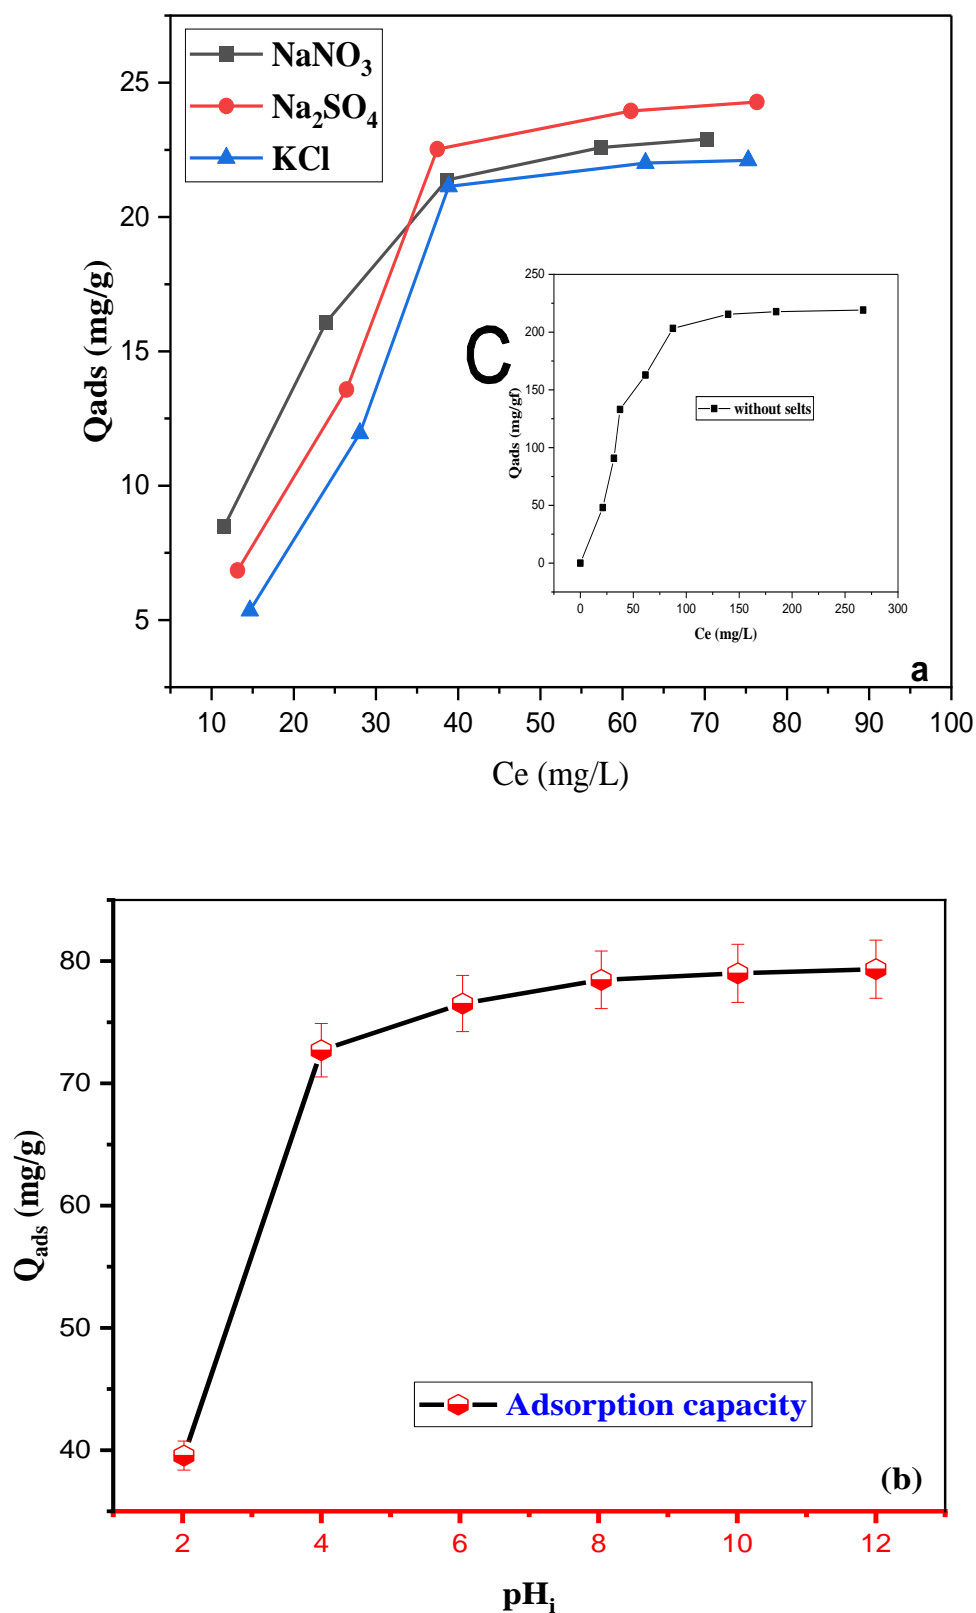 NaNO₃
Na₂SO₄
KCl
25
20
15
10
5
Qads (mg/g)
10 20 30 40 50 60 70 80 90 100
Ce (mg/L)
a
C
250
200
150
100
50
0
Qads (mg/gf)
without selts
0 50 100 150 200 250 300
Ce (mg/L)
80
70
60
50
40
Qads (mg/g)
Adsorption capacity
(b)
2 4 6 8 10 12
pHi